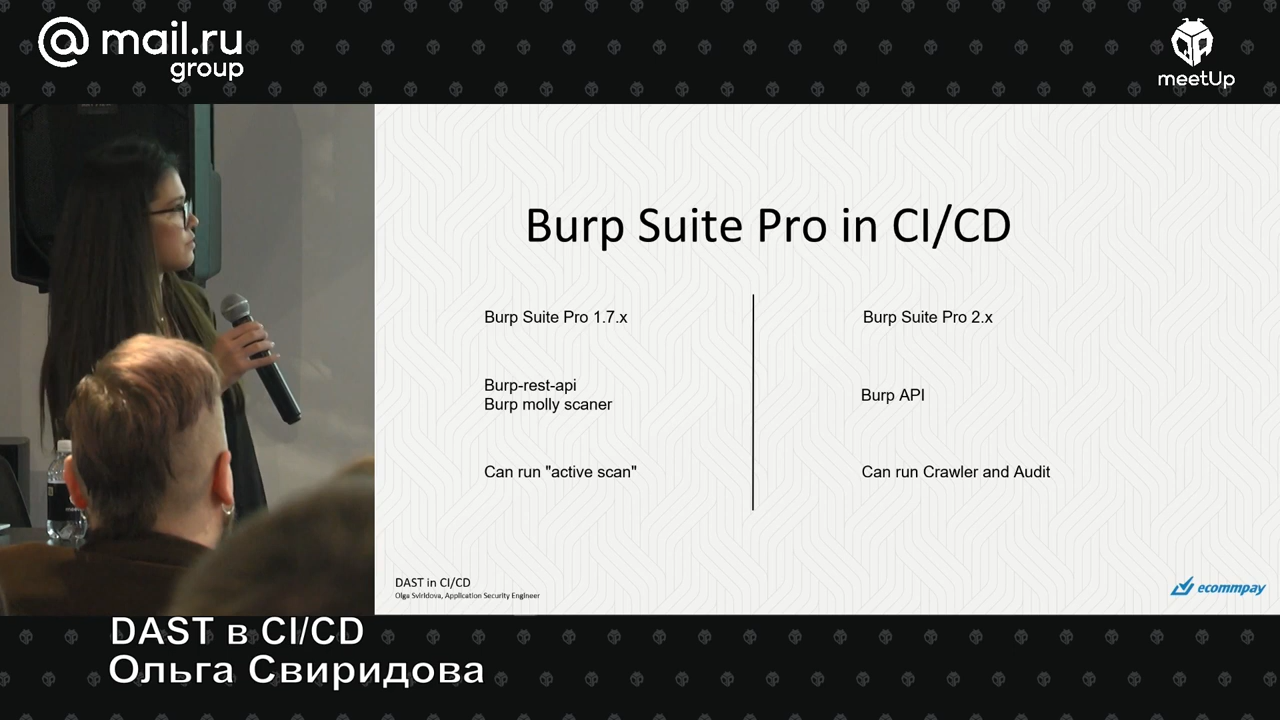 @mail.ru
group
meetUp
Burp Suite Pro in CI/CD
Burp Suite Pro 1.7.x
Burp-rest-api
Burp molly scaner
Can run "active scan"
Burp Suite Pro 2.x
Burp API
Can run Crawler and Audit
DAST in CI/CD
Olga Sviridova, Application Security Engineer
ecommpay
DAST в CI/CD
Ольга Свиридова